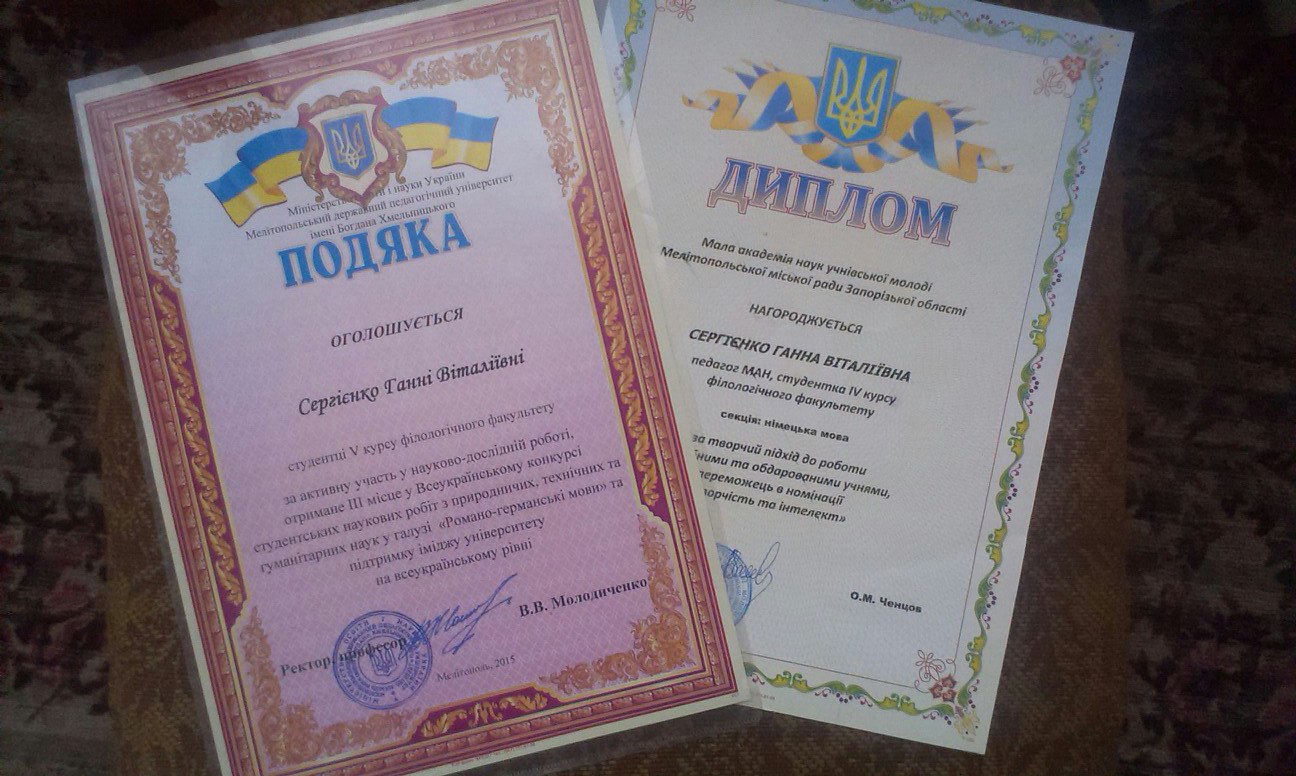 Міністерство і науки України
Мелітопольський державний педагогічний університет
імені Богдана Хмельницького
ПОДЯКА
ОГОЛОШУЄТЬСЯ
Сергієнко Ганні Віталіївні
студентці V курсу філологічного факультету
за активну участь у науково-дослідній роботі,
отримане ІІІ місце у Всеукраїнському конкурсі
студентських наукових робіт з природничих, технічних та
гуманітарних наук у галузі «Романо-германські мови» та
підтримку іміджу університету
на всеукраїнському рівні
Ректор, професор
В.В. Молодиченко
Мелітополь, 2015
ДИПЛОМ
Мала академія наук учнівської молоді
Мелітопольської міської ради Запорізької області
НАГОРОДЖУЄТЬСЯ
СЕРГІЄНКО ГАННА ВІТАЛІЇВНА
педагог МАН, студентка IV курсу
філологічного факультету
секція: німецька мова
за творчий підхід до роботи
та обдарованими учнями,
переможець в номінації
та інтелект»
О.М. Ченцов